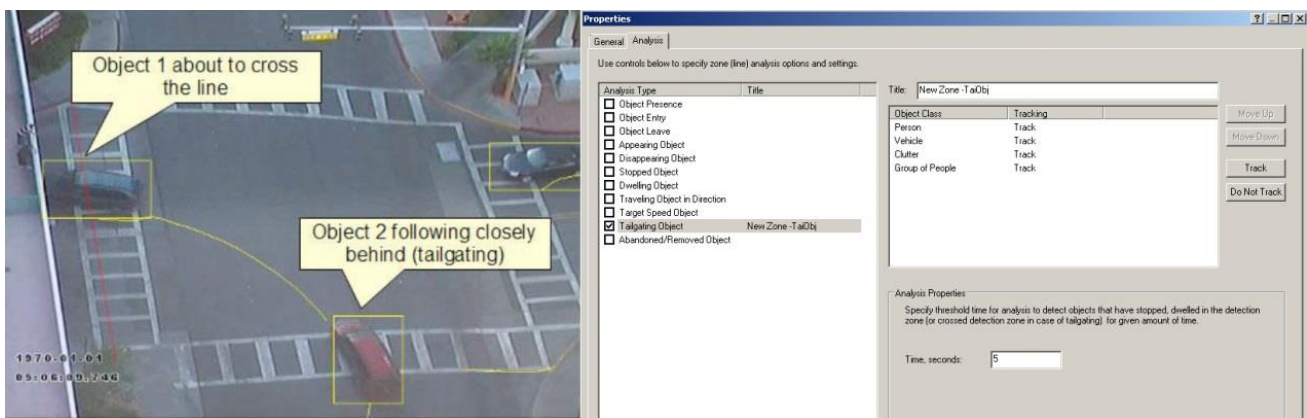 Object 1 about to cross
the line
Object 2 following closely
behind (tailgating)
1970-01-01
05:06:09.746
Properties
General Analysis
Use controls below to specify zone (line) analysis options and settings.
Analysis Type Title
Object Presence
Object Entry
Object Leave
Appearing Object
Disappearing Object
Stopped Object
Dwelling Object
Traveling Object in Direction
Target Speed Object
Tailgating Object New Zone -TaiObj
Abandoned/Removed Object
Title: New Zone -TaiObj
Object Class Tracking
Person Track
Vehicle Track
Clutter Track
Group of People Track
Move Up
Move Down
Track
Do Not Track
Analysis Properties
Specify threshold time for analysis to detect objects that have stopped, dwelled in the detection
zone (or crossed detection zone in case of tailgating) for given amount of time.
Time, seconds: 5